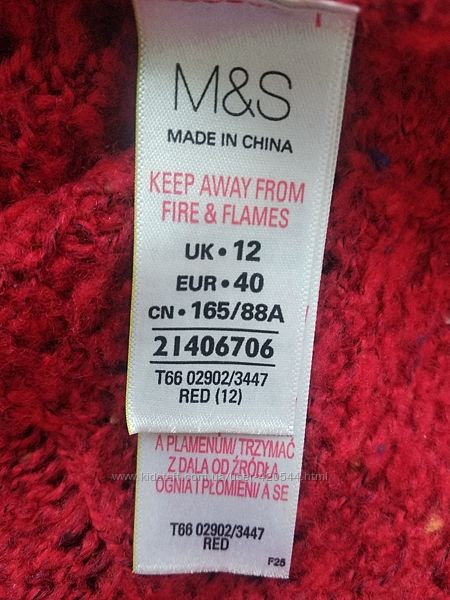 M&S
MADE IN CHINA
KEEP AWAY FROM
FIRE & FLAMES
UK • 12
EUR • 40
CN • 165/88A
21406706
T66 02902/3447
RED (12)
A PLAMENUM/ TRZYMAĆ
Z DALA OD ŹRÓDŁA
OGNIA I PŁOMIENI/ A SE
T66 02902/3447
RED
F25